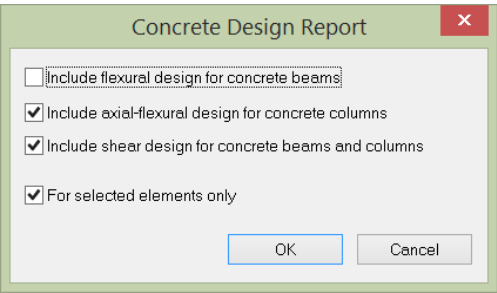 Concrete Design Report
Include flexural design for concrete beams
Include axial-flexural design for concrete columns
Include shear design for concrete beams and columns
For selected elements only
OK Cancel